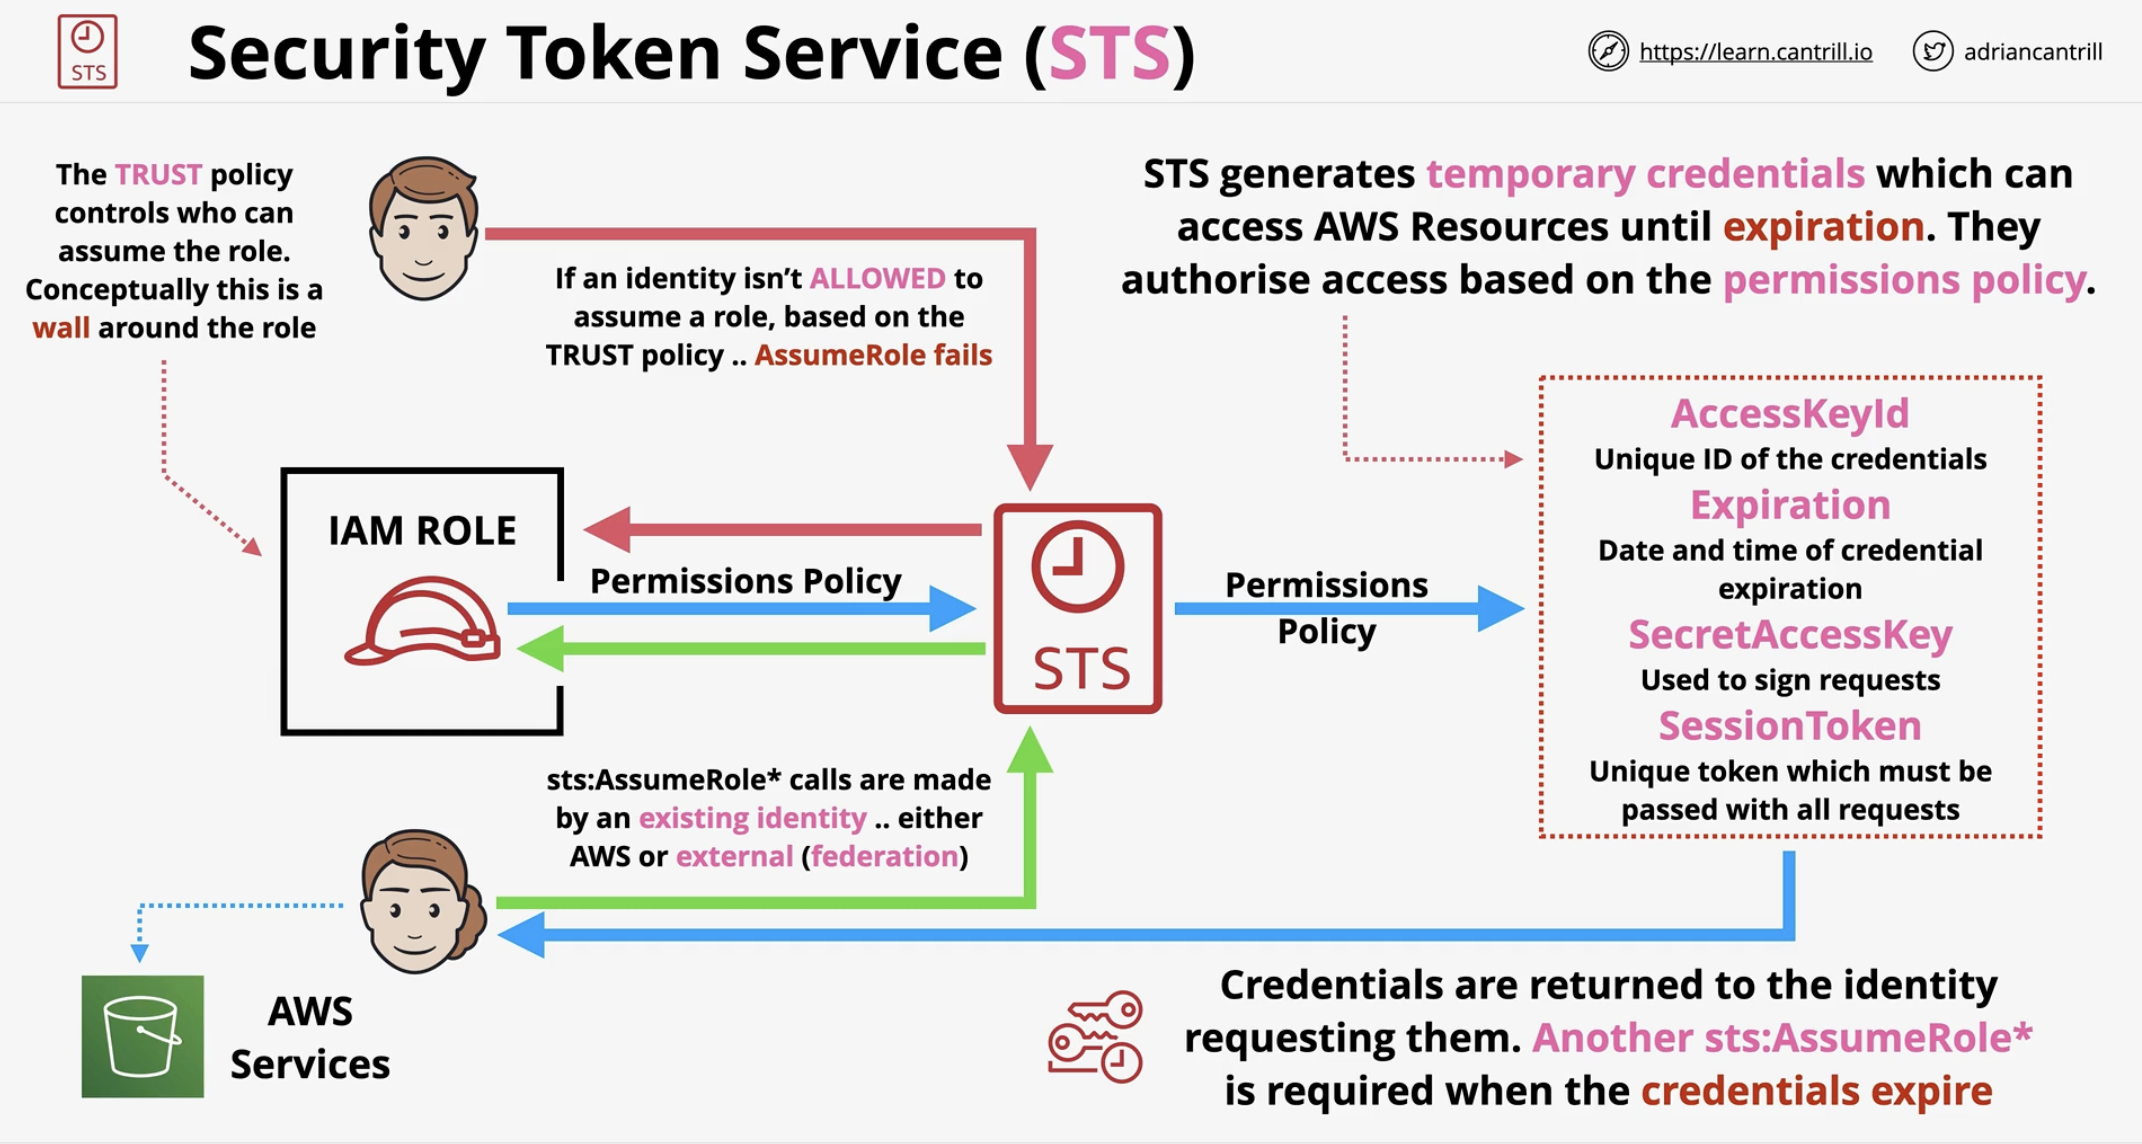 STS
Security Token Service (STS)
https://learn.cantrill.io
adriancantrill
The TRUST policy
controls who can
assume the role.
Conceptually this is a
wall around the role
If an identity isn’t ALLOWED to
assume a role, based on the
TRUST policy .. AssumeRole fails
STS generates temporary credentials which can
access AWS Resources until expiration. They
authorise access based on the permissions policy.
IAM ROLE
Permissions Policy
STS
Permissions
Policy
AccessKeyId
Unique ID of the credentials
Expiration
Date and time of credential
expiration
SecretAccessKey
Used to sign requests
SessionToken
Unique token which must be
passed with all requests
sts:AssumeRole* calls are made
by an existing identity .. either
AWS or external (federation)
AWS
Services
Credentials are returned to the identity
requesting them. Another sts:AssumeRole*
is required when the credentials expire